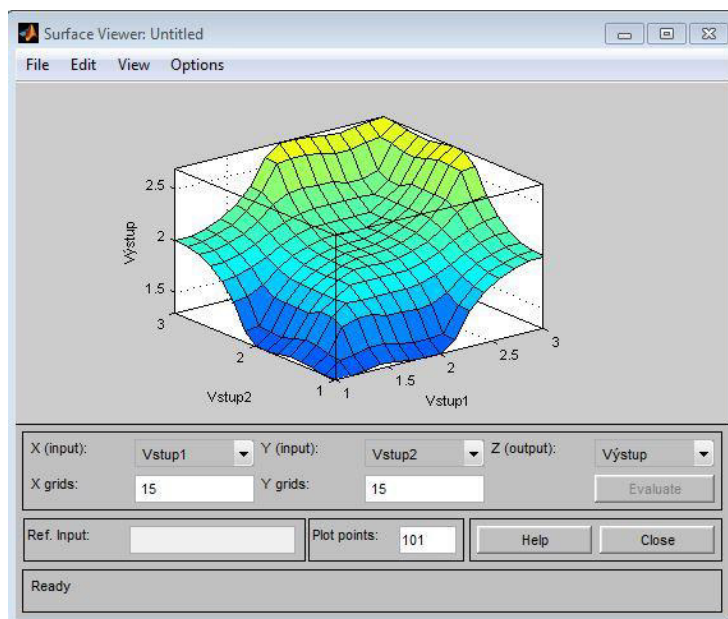 Surface Viewer: Untitled
File Edit View Options
2.5
2
1.5
Výstup
3
2
1
Vstup2
1
1.5
2
2.5
3
Vstup1
X (input): Vstup1 Y (input): Vstup2 Z (output): Výstup
X grids: 15 Y grids: 15 Evaluate
Ref. Input: Plot points: 101 Help Close
Ready